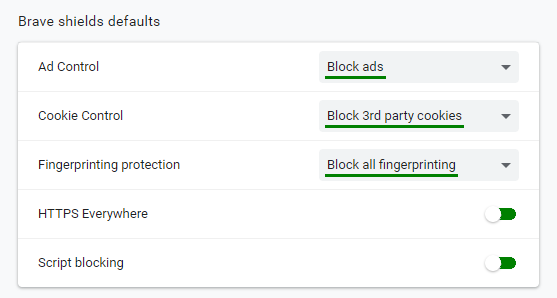 Brave shields defaults
Ad Control Block ads
Cookie Control Block 3rd party cookies
Fingerprinting protection Block all fingerprinting
HTTPS Everywhere
Script blocking